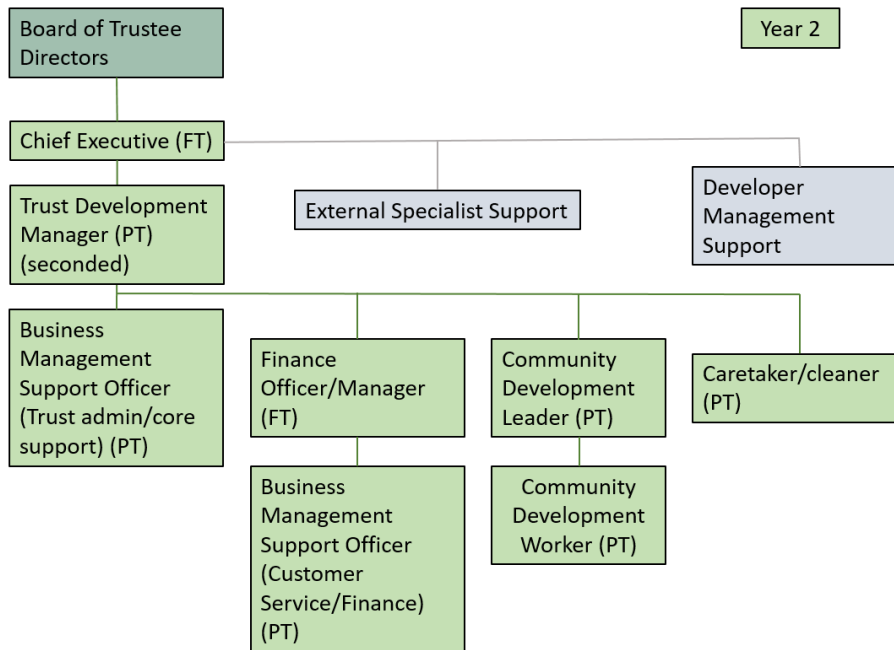 Board of Trustee
Directors
Year 2
Chief Executive (FT)
Trust Development
Manager (PT)
(seconded)
External Specialist Support
Developer
Management
Support
Business
Management
Support Officer
(Trust admin/core
support) (PT)
Finance
Officer/Manager
(FT)
Community
Development
Leader (PT)
Caretaker/cleaner
(PT)
Business
Management
Support Officer
(Customer
Service/Finance)
(PT)
Community
Development
Worker (PT)